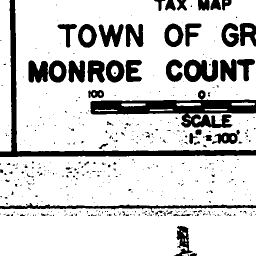 TAX MAP
TOWN OF GR
MONROE COUNT
100 0
SCALE
1" = 100'